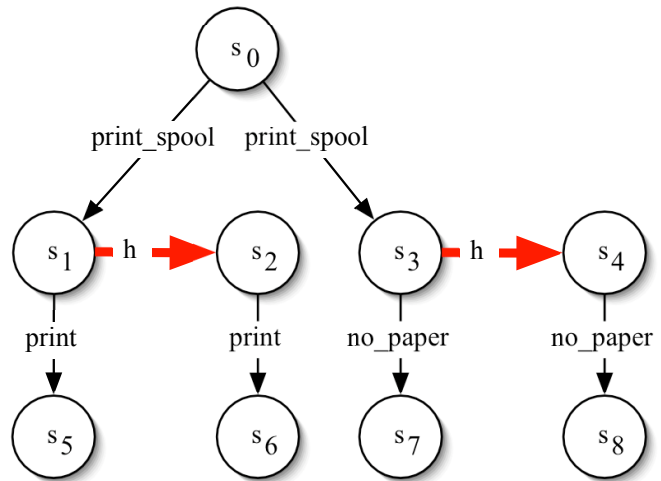 s0
print_spool print_spool
s1 h s2 s3 h s4
print print no_paper no_paper
s5 s6 s7 s8